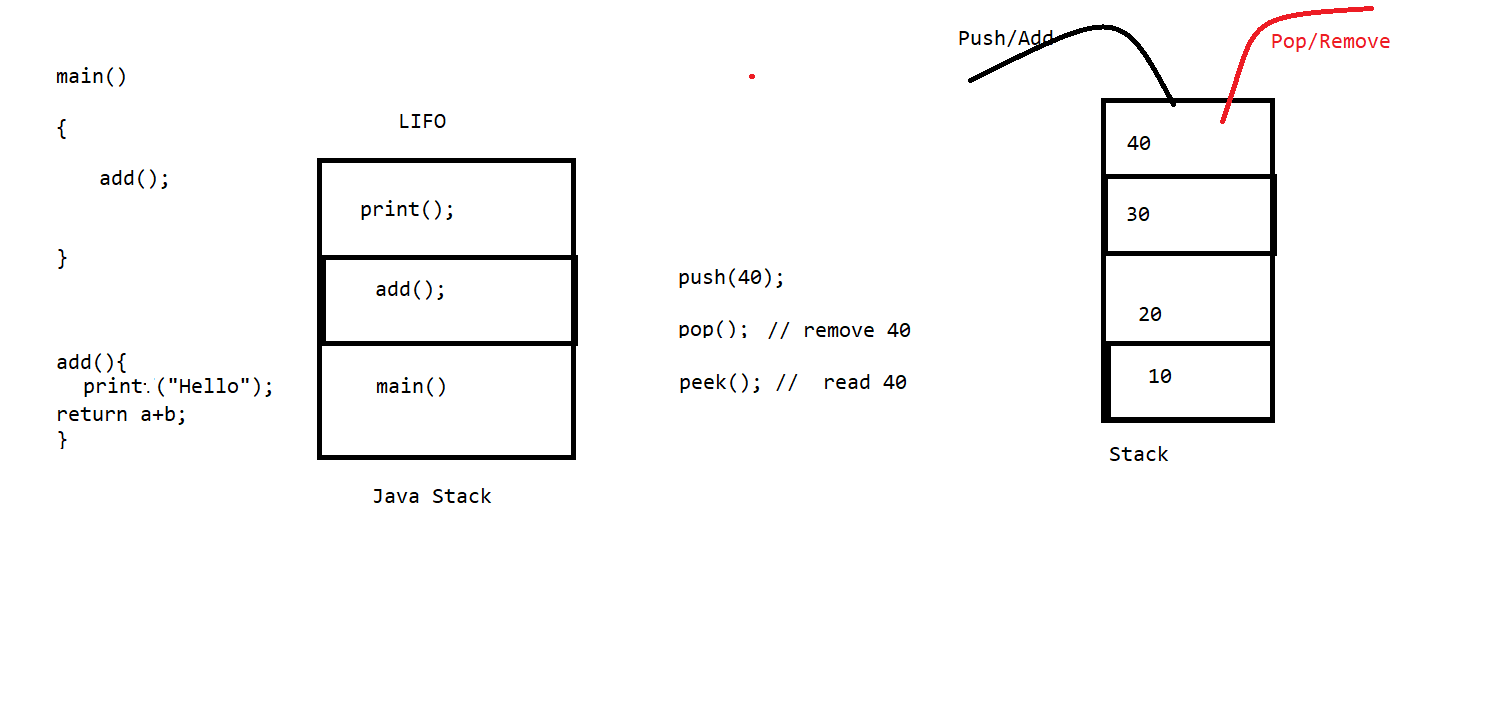 main()
{
add();
}
add(){
print:.("Hello");
return a+b;
}
LIFO
print();
add();
main()
Java Stack
push(40);
pop(); // remove 40
peek(); // read 40
Push/Add
Pop/Remove
40
30
20
10
Stack